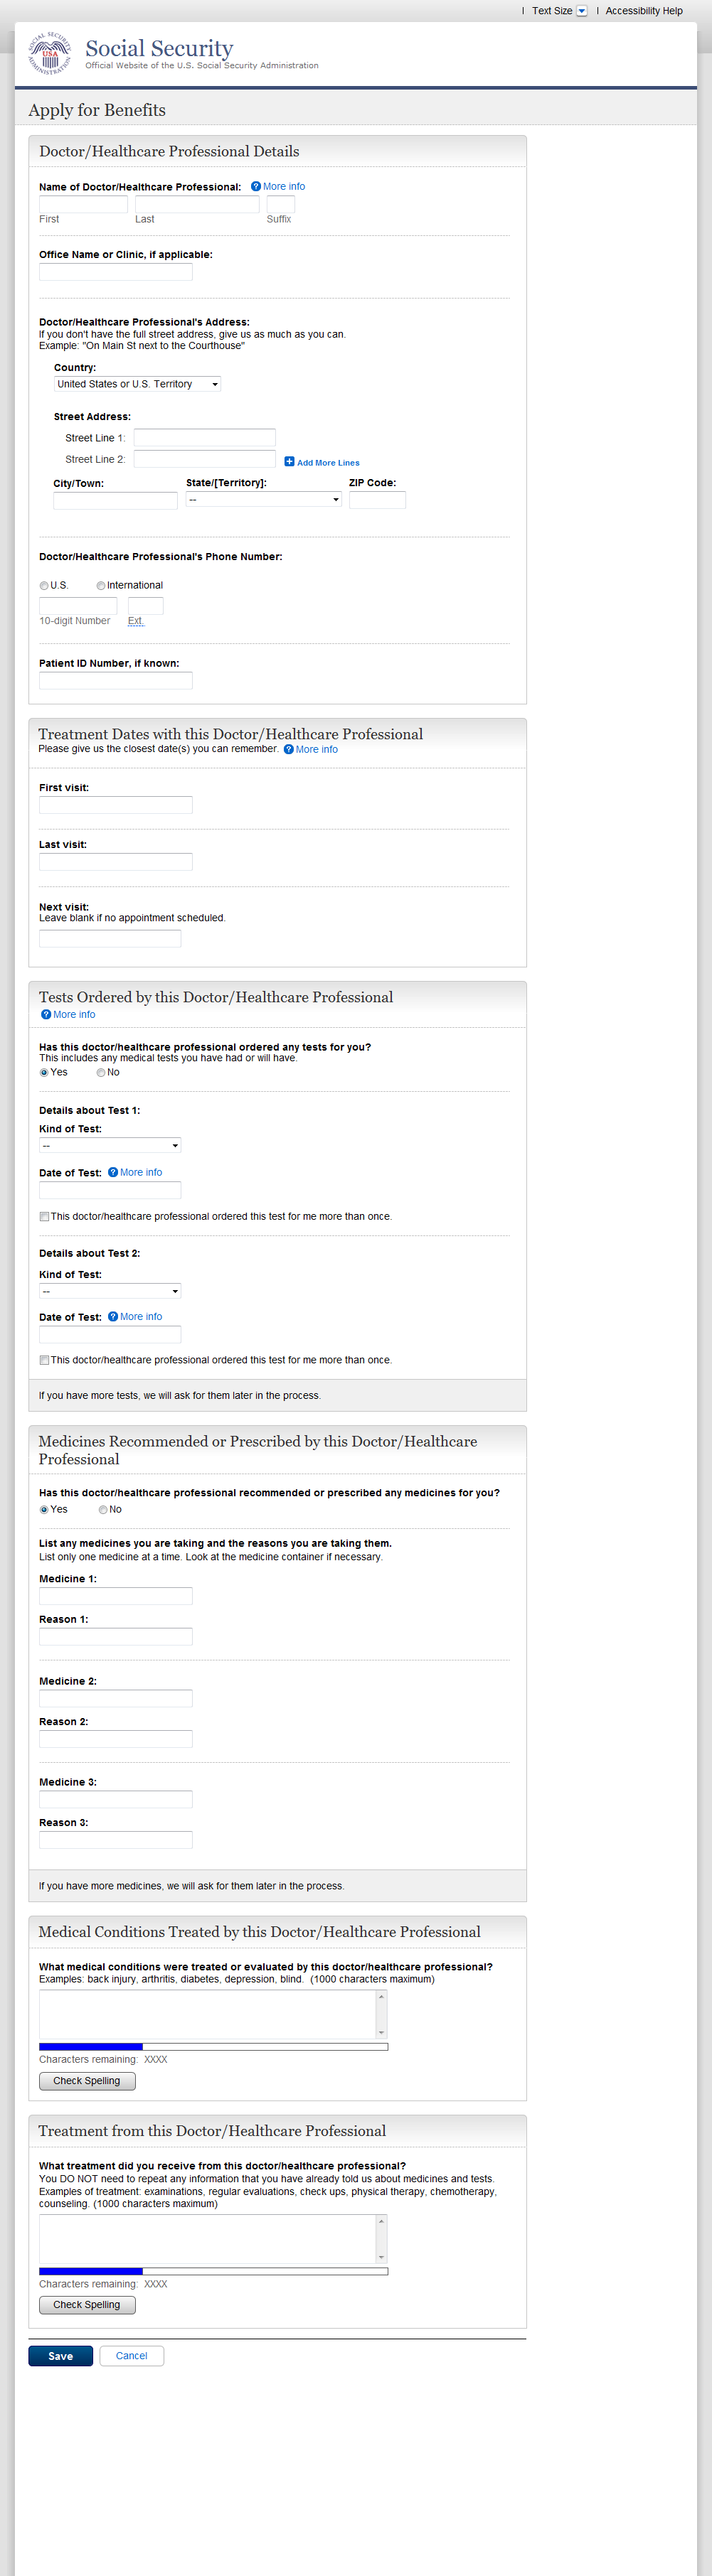 Text Size
Accessibility Help
SOCIAL SECURITY ADMINISTRATION
USA
Social Security
Official Website of the U.S. Social Security Administration
Apply for Benefits
Doctor/Healthcare Professional Details
Name of Doctor/Healthcare Professional: ? More info
First Last Suffix
Office Name or Clinic, if applicable:
Doctor/Healthcare Professional's Address:
If you don't have the full street address, give us as much as you can.
Example: "On Main St next to the Courthouse"
Country:
United States or U.S. Territory
Street Address:
Street Line 1:
Street Line 2: Add More Lines
City/Town: State/[Territory]: ZIP Code:
--
Doctor/Healthcare Professional's Phone Number:
U.S. International
10-digit Number Ext.
Patient ID Number, if known:
Treatment Dates with this Doctor/Healthcare Professional
Please give us the closest date(s) you can remember. ? More info
First visit:
Last visit:
Next visit:
Leave blank if no appointment scheduled.
Tests Ordered by this Doctor/Healthcare Professional
? More info
Has this doctor/healthcare professional ordered any tests for you?
This includes any medical tests you have had or will have.
Yes No
Details about Test 1:
Kind of Test:
--
Date of Test: ? More info
This doctor/healthcare professional ordered this test for me more than once.
Details about Test 2:
Kind of Test:
--
Date of Test: ? More info
This doctor/healthcare professional ordered this test for me more than once.
If you have more tests, we will ask for them later in the process.
Medicines Recommended or Prescribed by this Doctor/Healthcare
Professional
Has this doctor/healthcare professional recommended or prescribed any medicines for you?
Yes No
List any medicines you are taking and the reasons you are taking them.
List only one medicine at a time. Look at the medicine container if necessary.
Medicine 1:
Reason 1:
Medicine 2:
Reason 2:
Medicine 3:
Reason 3:
If you have more medicines, we will ask for them later in the process.
Medical Conditions Treated by this Doctor/Healthcare Professional
What medical conditions were treated or evaluated by this doctor/healthcare professional?
Examples: back injury, arthritis, diabetes, depression, blind. (1000 characters maximum)
Characters remaining: XXXX
Check Spelling
Treatment from this Doctor/Healthcare Professional
What treatment did you receive from this doctor/healthcare professional?
You DO NOT need to repeat any information that you have already told us about medicines and tests.
Examples of treatment: examinations, regular evaluations, check ups, physical therapy, chemotherapy,
counseling. (1000 characters maximum)
Characters remaining: XXXX
Check Spelling
Save Cancel